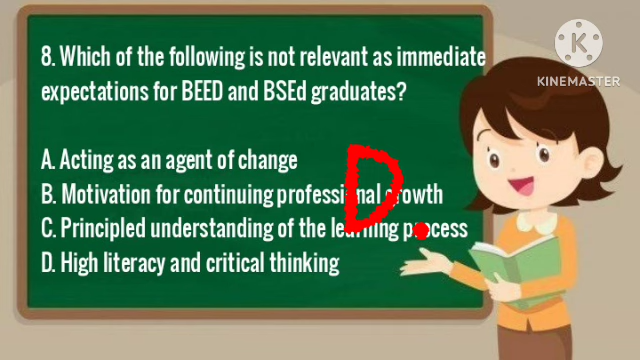 8. Which of the following is not relevant as immediate
expectations for BEED and BSEd graduates?
A. Acting as an agent of change
B. Motivation for continuing professional growth
C. Principled understanding of the learning process
D. High literacy and critical thinking
D.
K
KINEMASTER